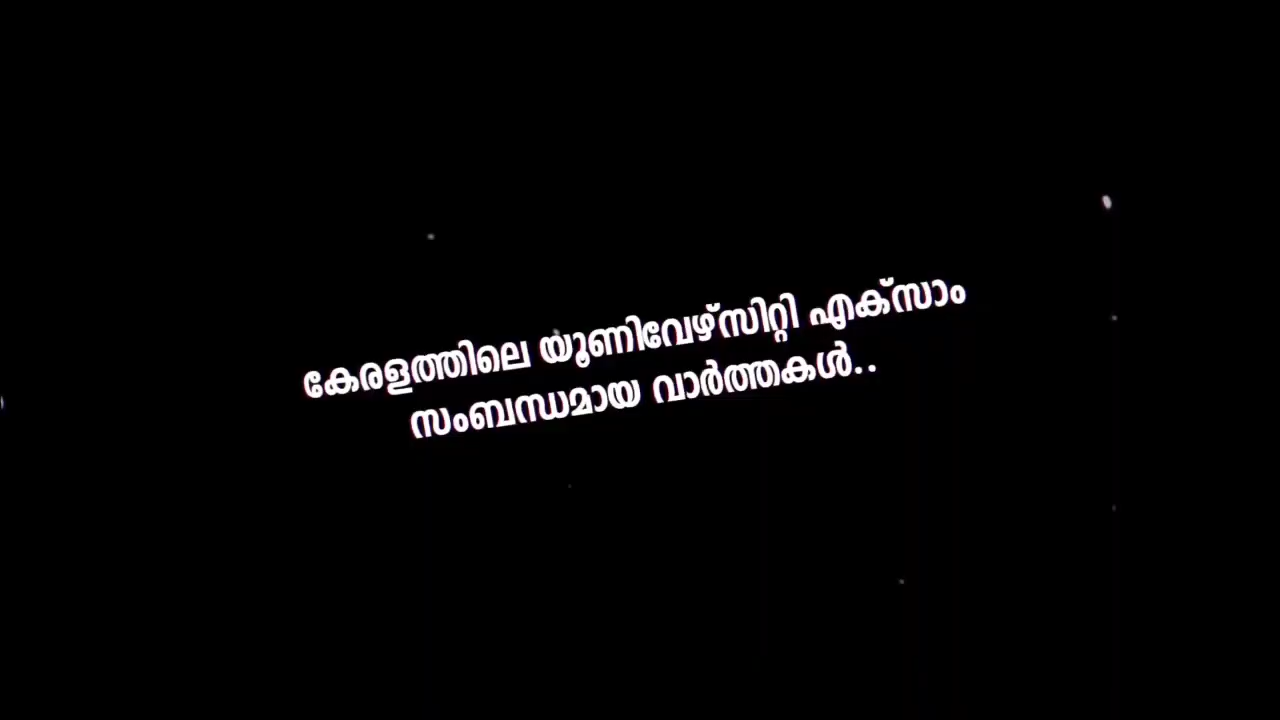 കേരളത്തിലെ യൂണിവേഴ്സിറ്റി എക്സാം
സംബന്ധമായ വാർത്തകൾ..